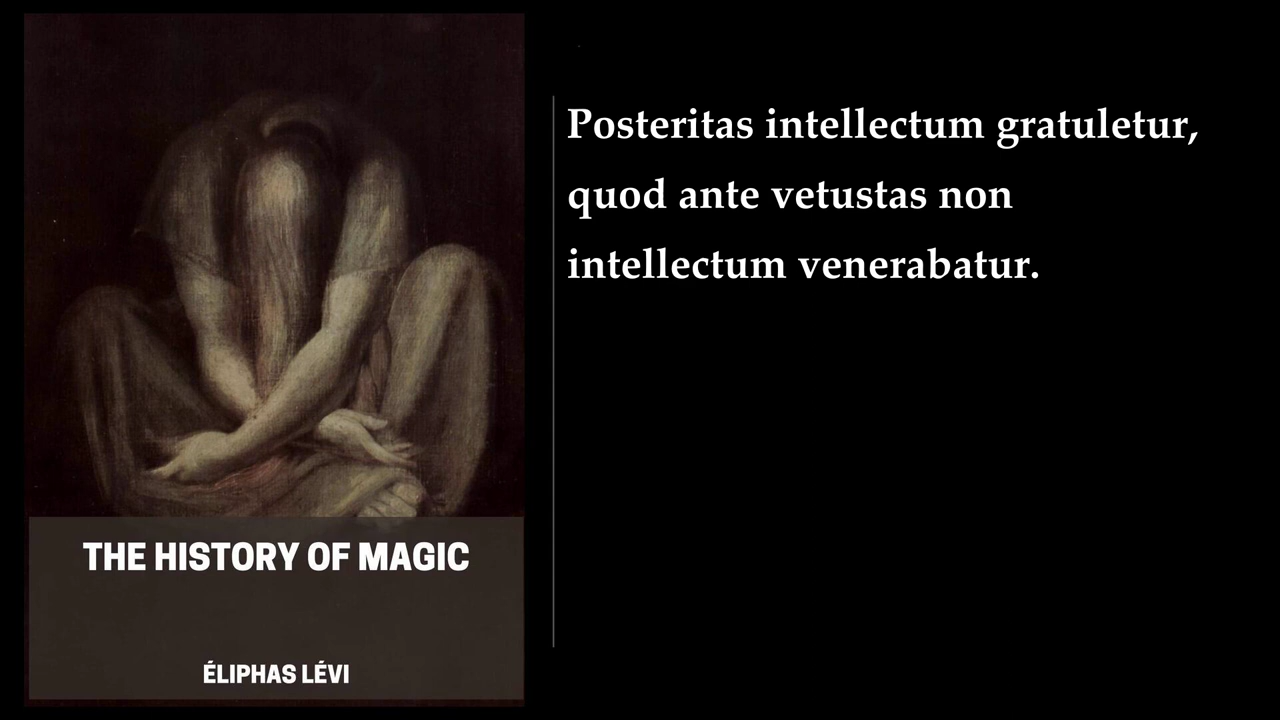 THE HISTORY OF MAGIC
ÉLIPHAS LÉVI
Posteritas intellectum gratuletur,
quod ante vetustas non
intellectum venerabatur.